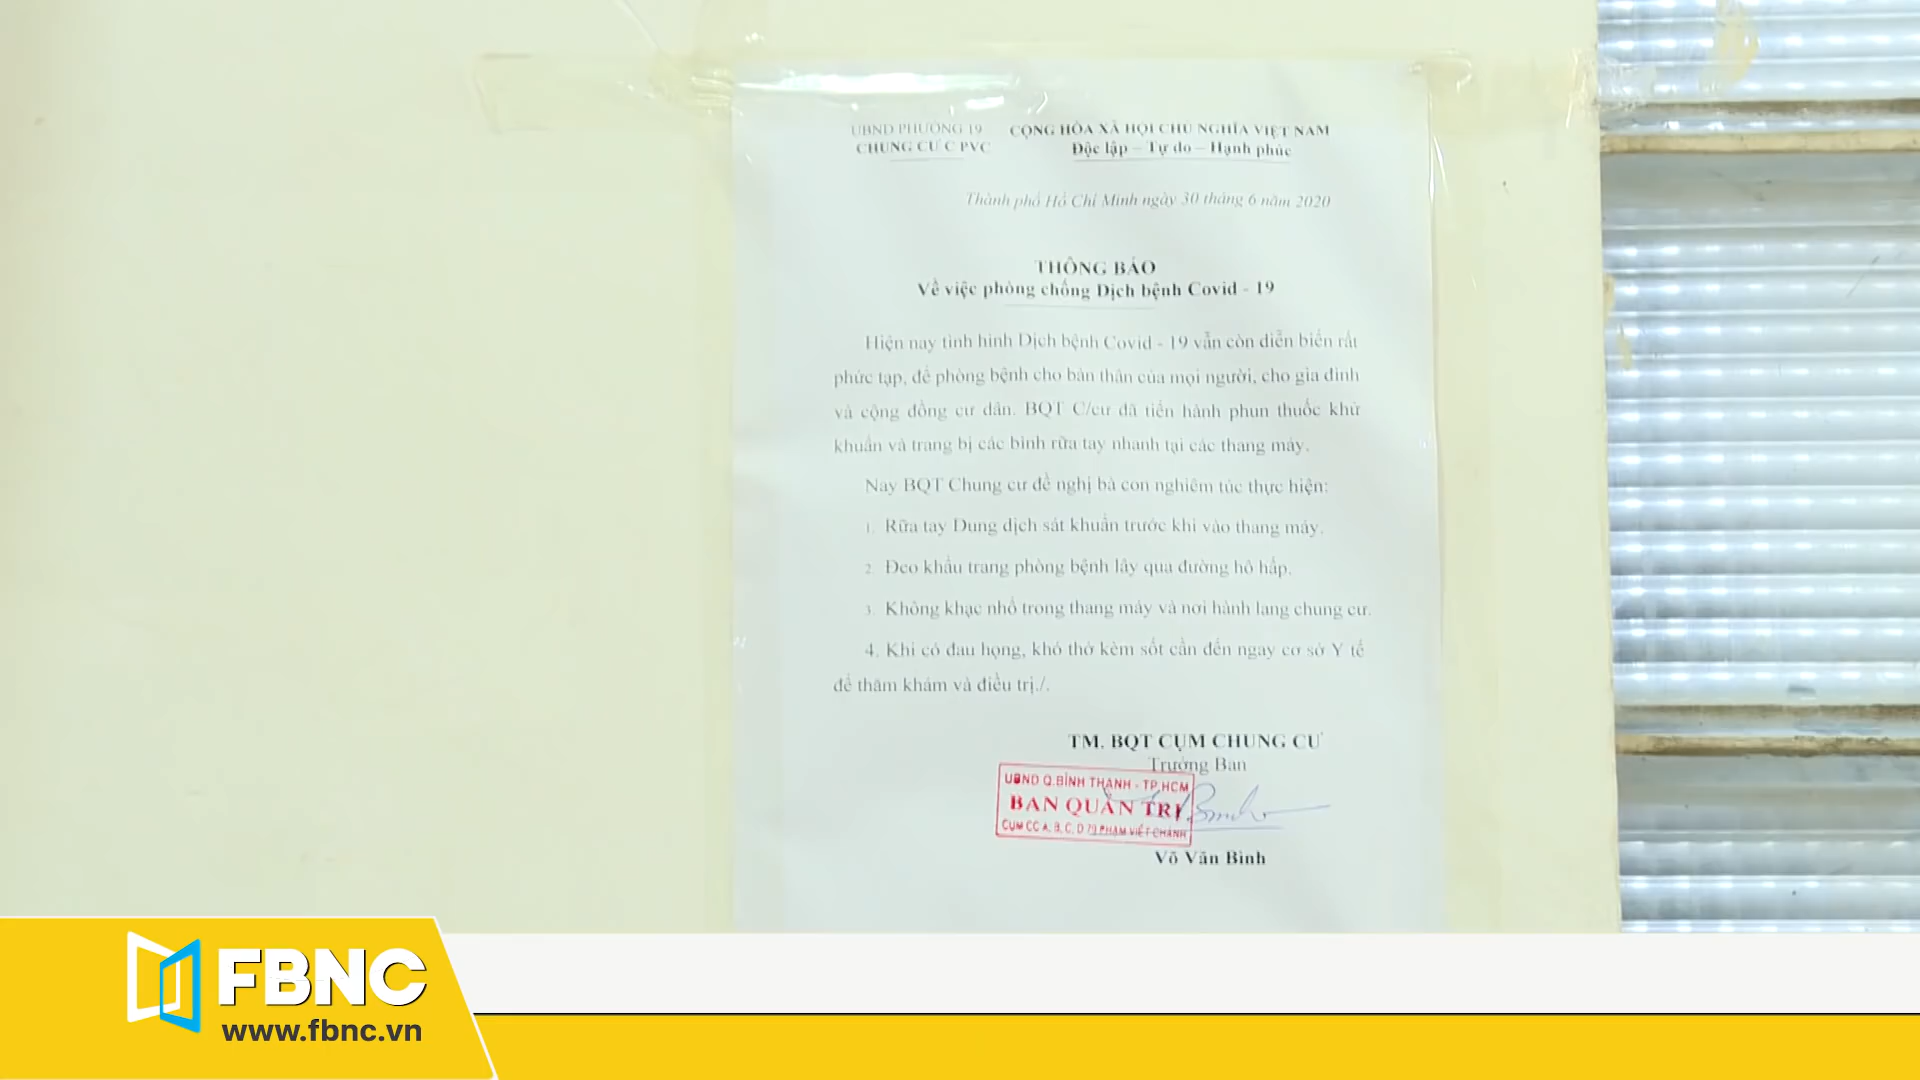 UBND PHƯỜNG 19
CHUNG CƯ C PVC
CỘNG HÒA XÃ HỘI CHỦ NGHĨA VIỆT NAM
Độc lập – Tự do – Hạnh phúc
Thành phố Hồ Chí Minh ngày 30 tháng 6 năm 2020
THÔNG BÁO
Về việc phòng chống Dịch bệnh Covid - 19
Hiện nay tình hình Dịch bệnh Covid - 19 vẫn còn diễn biến rất
phức tạp, để phòng bệnh cho bản thân của mọi người, cho gia đình
và cộng đồng cư dân. BQT C/cư đã tiến hành phun thuốc khử
khuẩn và trang bị các bình rữa tay nhanh tại các thang máy.
Nay BQT Chung cư đề nghị bà con nghiêm túc thực hiện:
1. Rữa tay Dung dịch sát khuẩn trước khi vào thang máy.
2. Đeo khẩu trang phòng bệnh lây qua đường hô hấp.
3. Không khạc nhổ trong thang máy và nơi hành lang chung cư.
4. Khi có đau họng, khó thở kèm sốt cần đến ngay cơ sở Y tế
để thăm khám và điều trị./.
TM. BQT CỤM CHUNG CƯ
Trưởng Ban
UBND Q.BÌNH THẠNH - TP.HCM
BAN QUẢN TRỊ
CỤM CC A, B, C, D 79 PHẠM VIẾT CHÁNH
Võ Văn Bình
FBNC
www.fbnc.vn